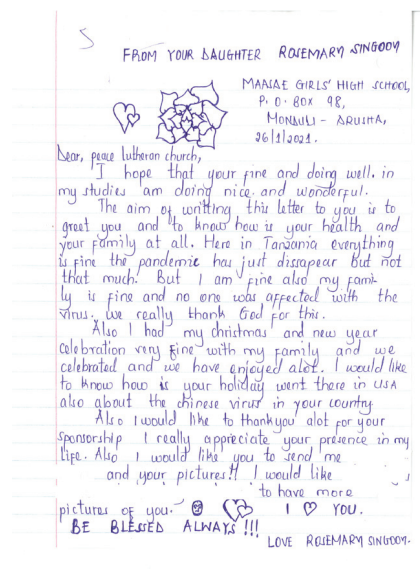 FROM YOUR DAUGHTER ROSEMARY SINGOOY
MAASAE GIRLS' HIGH SCHOOL,
P. O. BOX 98,
MONDULI - ARUSHA,
26/1/2021.
Dear, peace lutheran church,
I hope that your fine and doing well. in
my studies am doing nice and wonderful.
The aim of writting this letter to you is to
greet you and to know how is your health and
your family at all. Here in Tanzania everything
is fine the pandemic has just dissapear but not
that much. But I am fine also my fami-
ly is fine and no one was affected with the
virus. We really thank God for this.
Also I had my christmas and new year
celebration very fine with my family and we
celebrated and we have enjoyed alot. I would like
to know how is your holiday went there in USA
also about the chinese virus in your country
Also I would like to thankyou alot for your
sponsorship I really appreciate your presence in my
life. Also I would like you to send me
and your pictures!! I would like
to have more
pictures of you. I ♡ YOU.
BE BLESSED ALWAYS!!!
LOVE ROSEMARY SINGOOY.